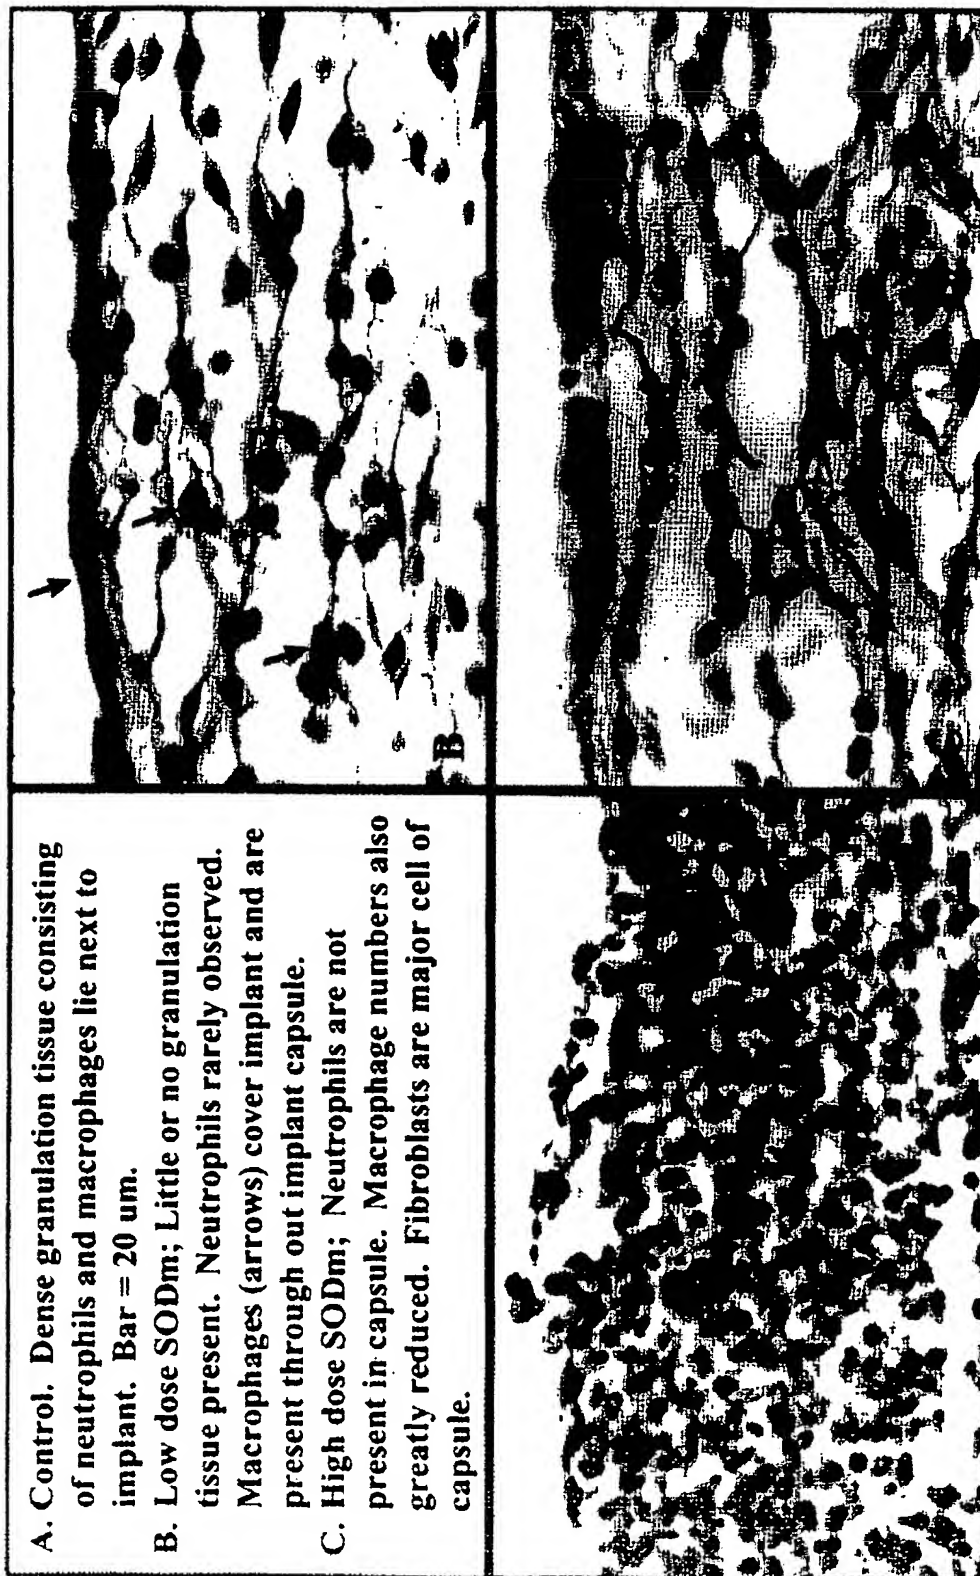 A. Control. Dense granulation tissue consisting
of neutrophils and macrophages lie next to
implant. Bar = 20 um.
B. Low dose SODm; Little or no granulation
tissue present. Neutrophils rarely observed.
Macrophages (arrows) cover implant and are
present through out implant capsule.
C. High dose SODm; Neutrophils are not
present in capsule. Macrophage numbers also
greatly reduced. Fibroblasts are major cell of
capsule.
B